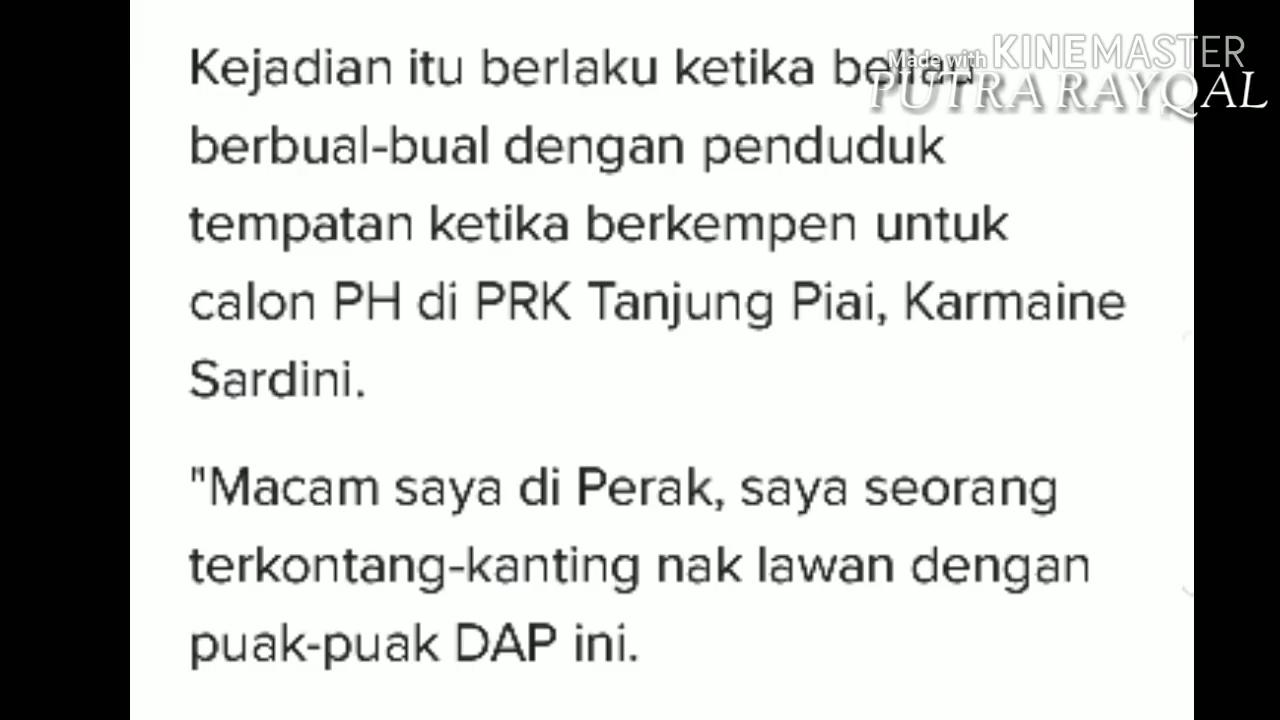 Made with KINEMASTER
PUTRA RAYQAL
Kejadian itu berlaku ketika beliau
berbual-bual dengan penduduk
tempatan ketika berkempen untuk
calon PH di PRK Tanjung Piai, Karmaine
Sardini.
"Macam saya di Perak, saya seorang
terkontang-kanting nak lawan dengan
puak-puak DAP ini.